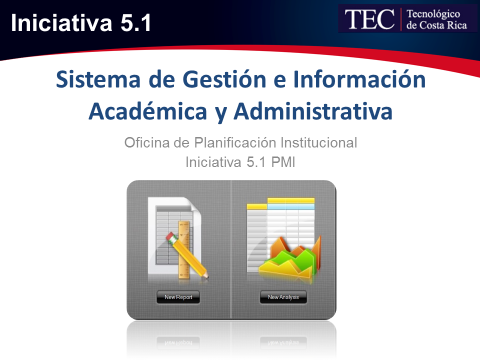 Iniciativa 5.1
TEC | Tecnológico
de Costa Rica
Sistema de Gestión e Información
Académica y Administrativa
Oficina de Planificación Institucional
Iniciativa 5.1 PMI
New Report
New Analysis